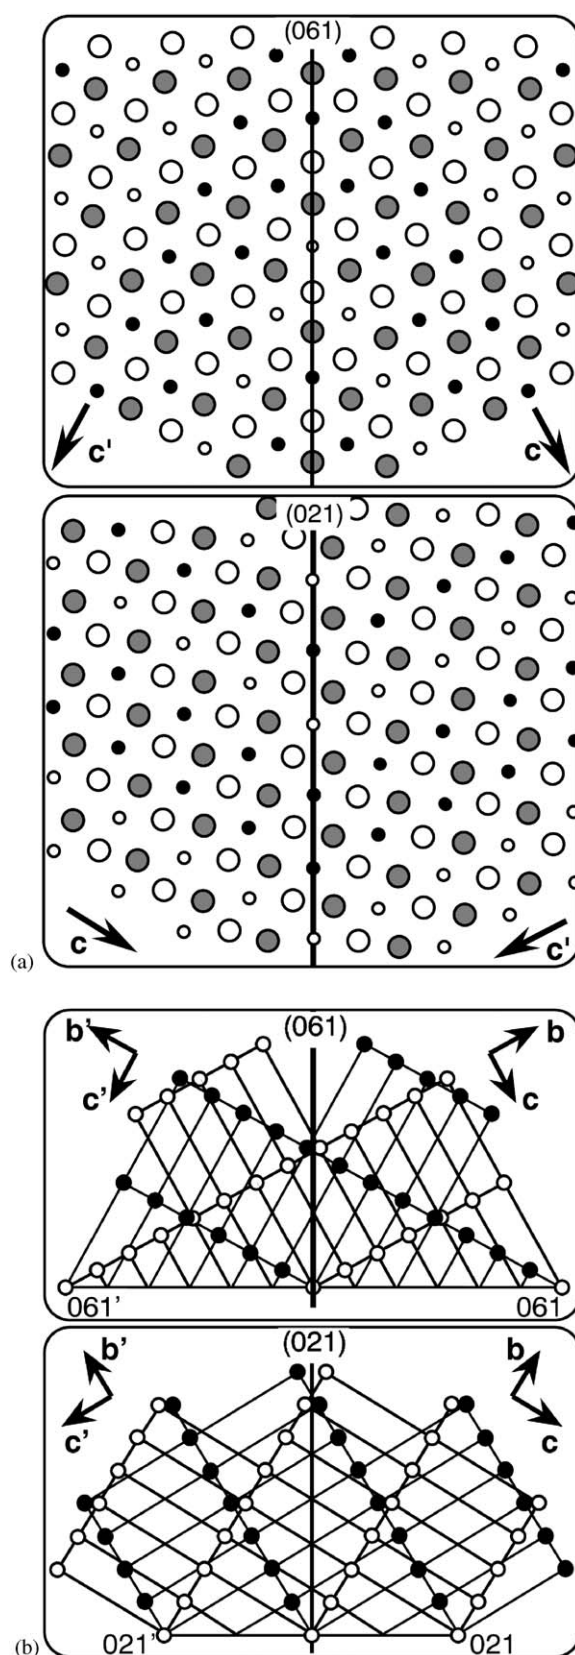 (061)
c' c
(021)
c c'
(a)
b' (061) b
c' c
061' 061
b' (021) b
c' c
021' 021
(b)